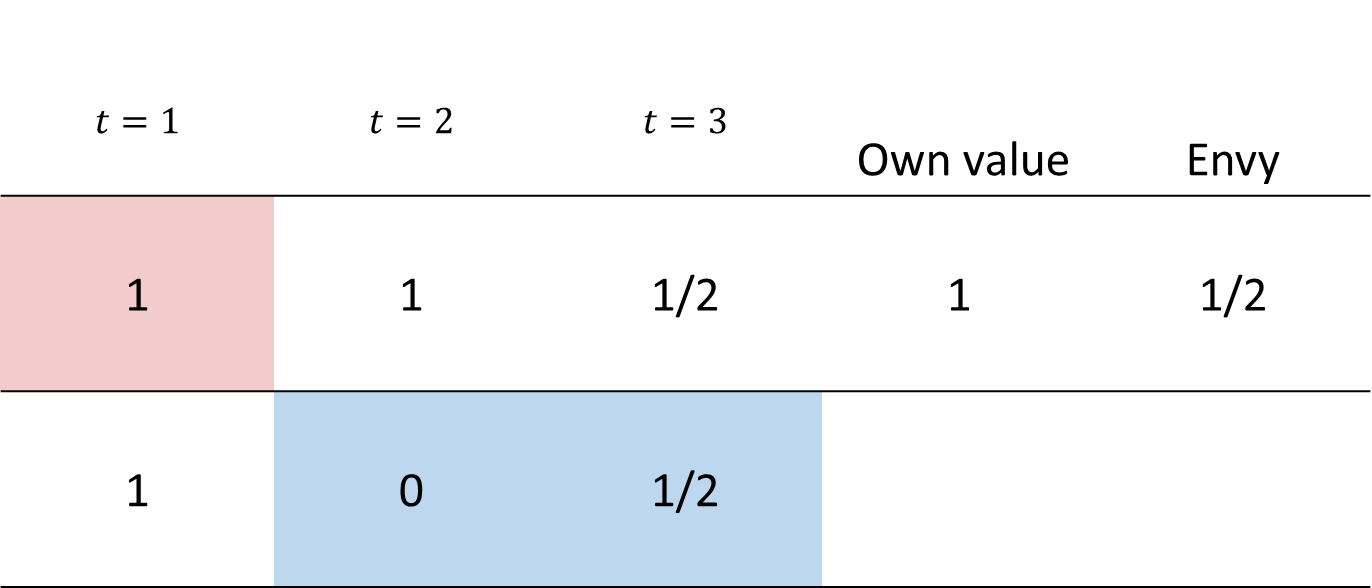 t = 1 t = 2 t = 3 Own value Envy
1 1 1/2 1 1/2
1 0 1/2